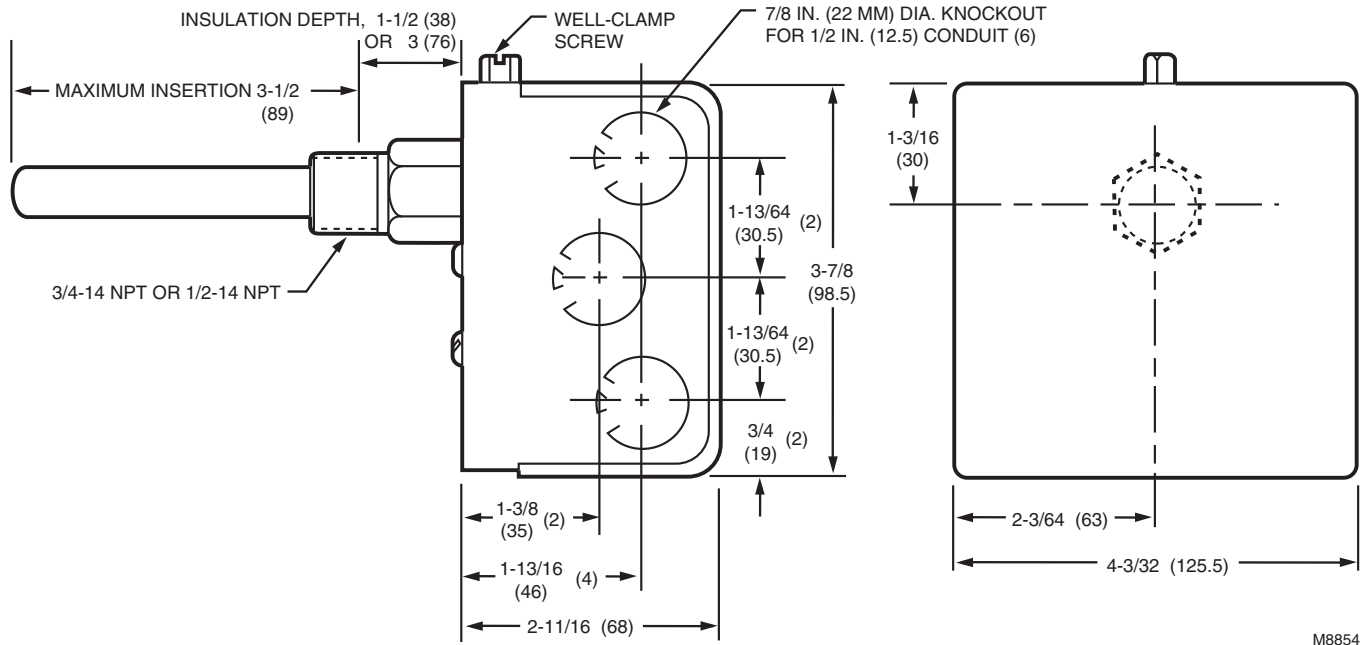 INSULATION DEPTH, 1-1/2 (38)
OR 3 (76)
WELL-CLAMP
SCREW
7/8 IN. (22 MM) DIA. KNOCKOUT
FOR 1/2 IN. (12.5) CONDUIT (6)
MAXIMUM INSERTION 3-1/2
(89)
3/4-14 NPT OR 1/2-14 NPT
1-13/64 (2)
(30.5)
3-7/8
(98.5)
1-13/64 (2)
(30.5)
3/4 (2)
(19)
1-3/8 (2)
(35)
1-13/16 (4)
(46)
2-11/16 (68)
1-3/16
(30)
2-3/64 (63)
4-3/32 (125.5)
M8854